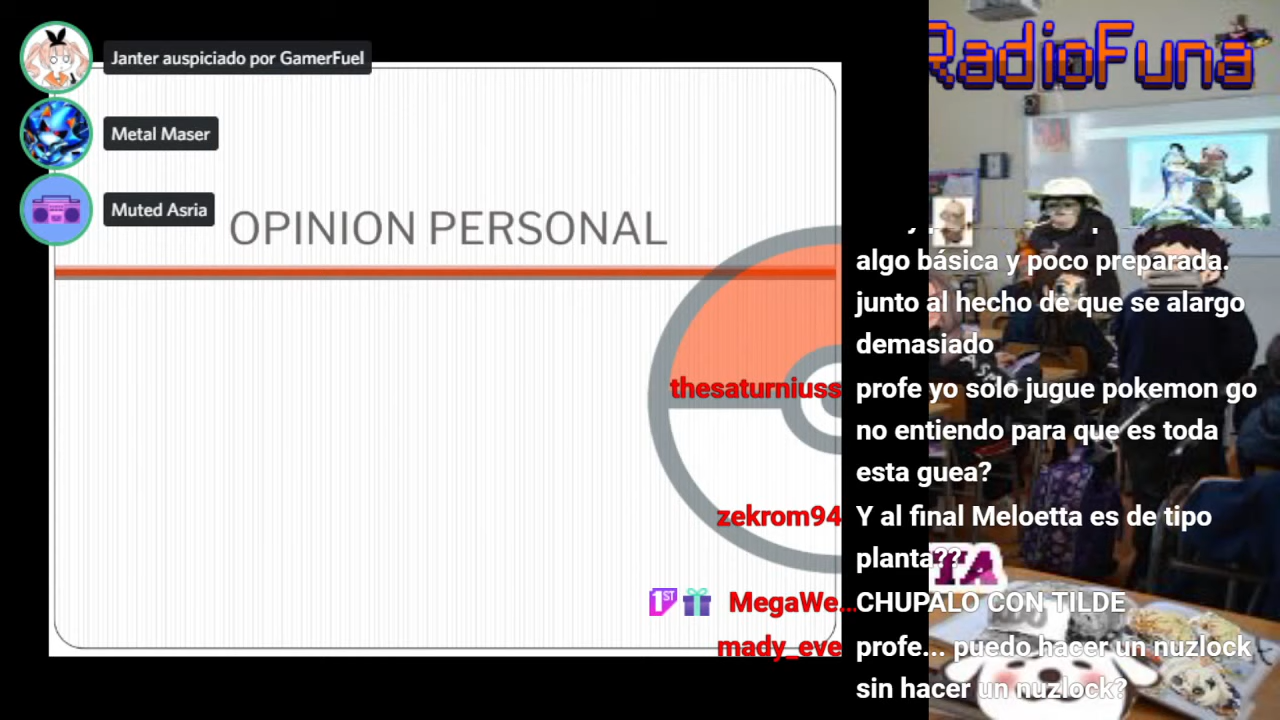 Janter auspiciado por GamerFuel
Metal Maser
Muted Asria
OPINION PERSONAL
RadioFuna
algo básica y poco preparada.
junto al hecho de que se alargo
demasiado
thesaturniuss profe yo solo jugue pokemon go
no entiendo para que es toda
esta guea?
zekrom94 Y al final Meloetta es de tipo
planta??
1ST MegaWe... CHUPALO CON TILDE
mady_eve profe... puedo hacer un nuzlock
sin hacer un nuzlock?